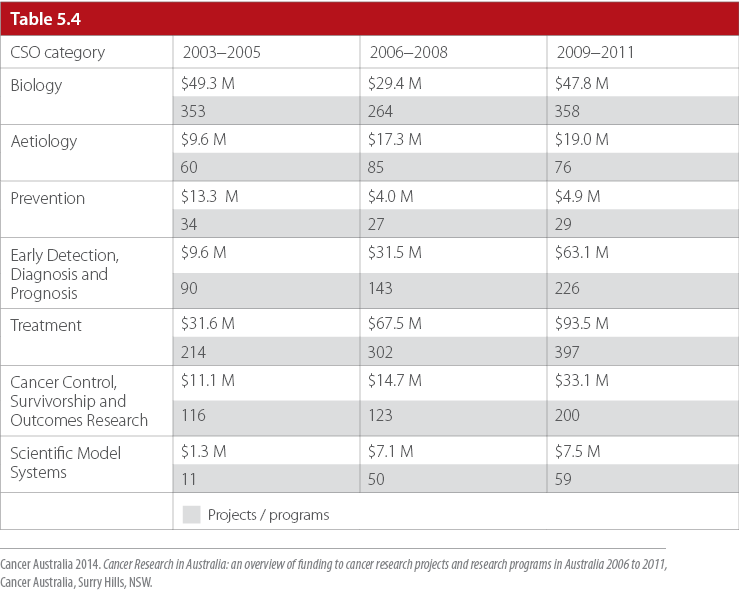 Table 5.4
CSO category 2003–2005 2006–2008 2009–2011
Biology $49.3 M $29.4 M $47.8 M
353 264 358
Aetiology $9.6 M $17.3 M $19.0 M
60 85 76
Prevention $13.3 M $4.0 M $4.9 M
34 27 29
Early Detection,
Diagnosis and
Prognosis
$9.6 M $31.5 M $63.1 M
90 143 226
Treatment $31.6 M $67.5 M $93.5 M
214 302 397
Cancer Control,
Survivorship and
Outcomes Research
$11.1 M $14.7 M $33.1 M
116 123 200
Scientific Model
Systems
$1.3 M $7.1 M $7.5 M
11 50 59
Projects / programs
Cancer Australia 2014. Cancer Research in Australia: an overview of funding to cancer research projects and research programs in Australia 2006 to 2011,
Cancer Australia, Surry Hills, NSW.